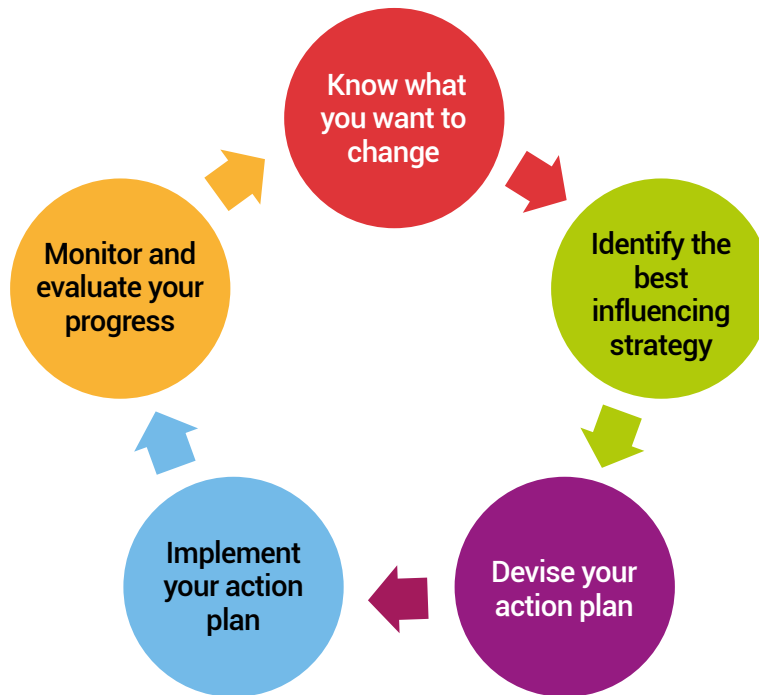 Know what
you want to
change
Identify the
best
influencing
strategy
Devise your
action plan
Implement
your action
plan
Monitor and
evaluate your
progress